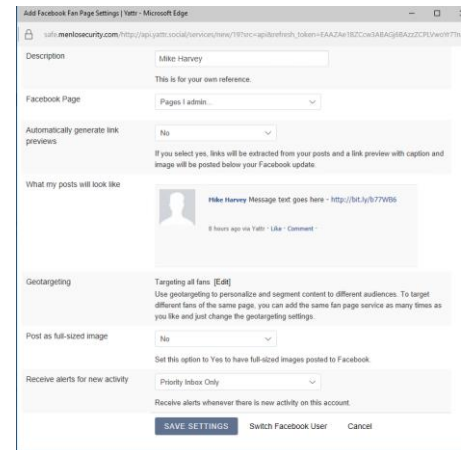 Add Facebook Fan Page Settings | Yattr - Microsoft Edge
Description
Mike Harvey
This is for your own reference.
Facebook Page
Pages I admin...
Automatically generate link
previews
No
If you select yes, links will be extracted from your posts and a link preview with caption and
image will be posted below your Facebook update.
What my posts will look like
Mike Harvey Message text goes here - http://bit.ly/b77WB6
8 hours ago via Yattr · Like · Comment ·
Geotargeting
Targeting all fans [Edit]
Use geotargeting to personalize and segment content to different audiences. To target
different fans of the same page, you can add the same fan page service as many times as
you like and just change the geotargeting settings.
Post as full-sized image
No
Set this option to Yes to have full-sized images posted to Facebook.
Receive alerts for new activity
Priority Inbox Only
Receive alerts whenever there is new activity on this account.
SAVE SETTINGS Switch Facebook User Cancel